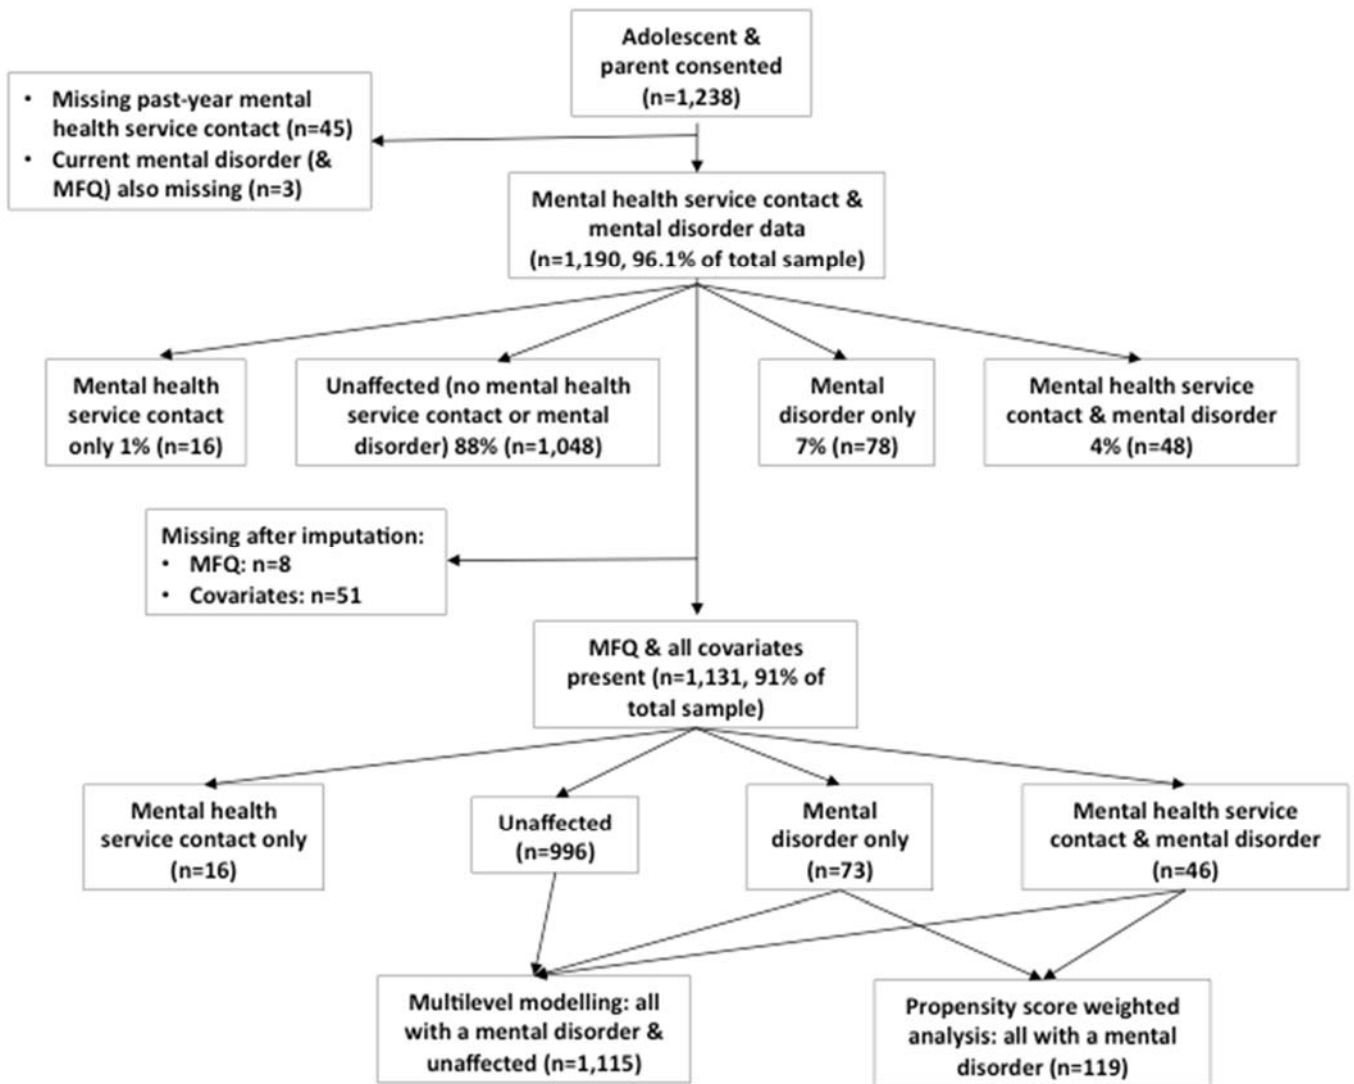 Adolescent &
parent consented
(n=1,238)
• Missing past-year mental
health service contact (n=45)
• Current mental disorder (&
MFQ) also missing (n=3)
Mental health service contact &
mental disorder data
(n=1,190, 96.1% of total sample)
Mental health
service contact
only 1% (n=16)
Unaffected (no mental health
service contact or mental
disorder) 88% (n=1,048)
Mental
disorder only
7% (n=78)
Mental health service
contact & mental disorder
4% (n=48)
Missing after imputation:
• MFQ: n=8
• Covariates: n=51
MFQ & all covariates
present (n=1,131, 91% of
total sample)
Mental health
service contact only
(n=16)
Unaffected
(n=996)
Mental
disorder only
(n=73)
Mental health service
contact & mental disorder
(n=46)
Multilevel modelling: all
with a mental disorder &
unaffected (n=1,115)
Propensity score weighted
analysis: all with a mental
disorder (n=119)